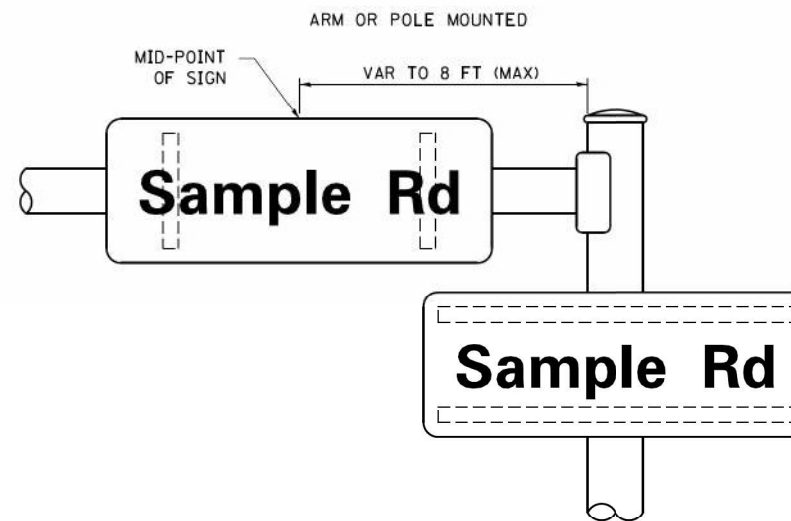 ARM OR POLE MOUNTED
MID-POINT
OF SIGN
VAR TO 8 FT (MAX)
Sample Rd
Sample Rd